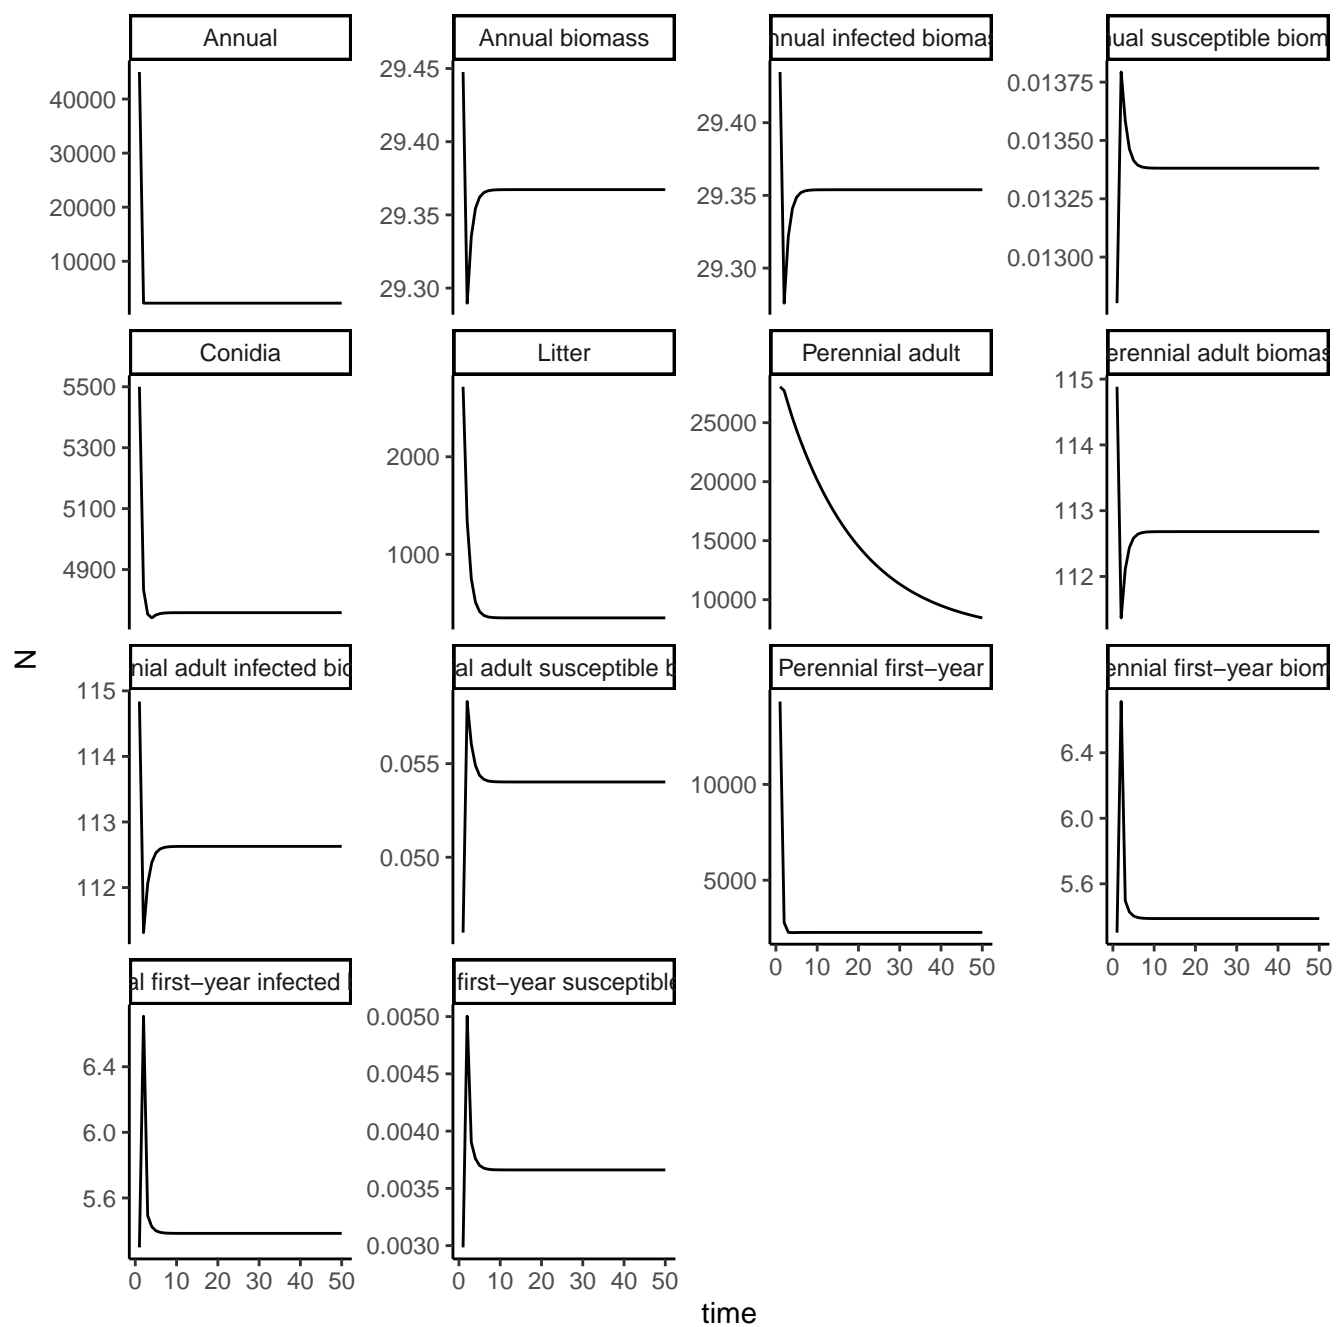 Annual
Annual biomass
nnual infected biomas
ual susceptible biom
40000
30000
20000
10000
29.45
29.40
29.35
29.30
29.40
29.35
29.30
0.01375
0.01350
0.01325
0.01300
Conidia
Litter
Perennial adult
erennial adult biomas
5500
5300
5100
4900
2000
1000
25000
20000
15000
10000
115
114
113
112
N
nial adult infected bio
al adult susceptible b
Perennial first−year
ennial first−year biom
115
114
113
112
0.055
0.050
10000
5000
6.4
6.0
5.6
0 10 20 30 40 50
0 10 20 30 40 50
al first−year infected
first−year susceptible
6.4
6.0
5.6
0.0050
0.0045
0.0040
0.0035
0.0030
0 10 20 30 40 50
0 10 20 30 40 50
time